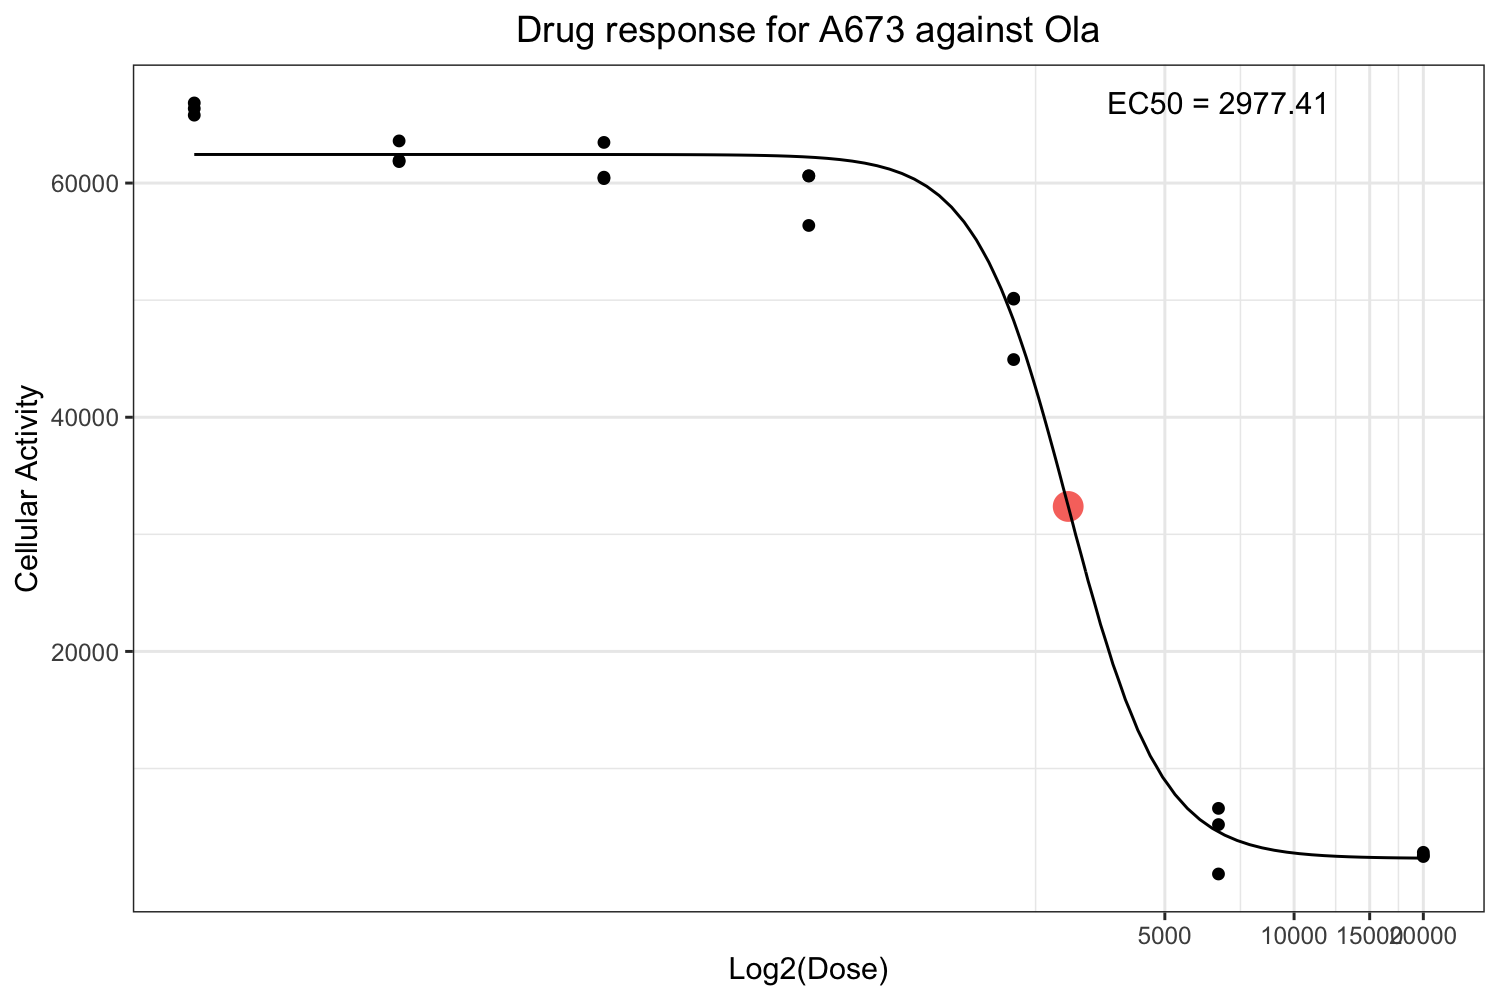 Drug response for A673 against Ola
EC50 = 2977.41
60000
40000
20000
Cellular Activity
5000 10000 15000 20000
Log2(Dose)